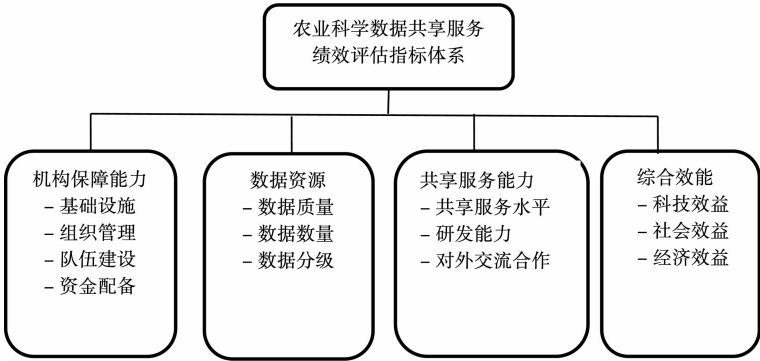 农业科学数据共享服务
绩效评估指标体系
机构保障能力
– 基础设施
– 组织管理
– 队伍建设
– 资金配备
数据资源
– 数据质量
– 数据数量
– 数据分级
共享服务能力
– 共享服务水平
– 研发能力
– 对外交流合作
综合效能
– 科技效益
– 社会效益
– 经济效益